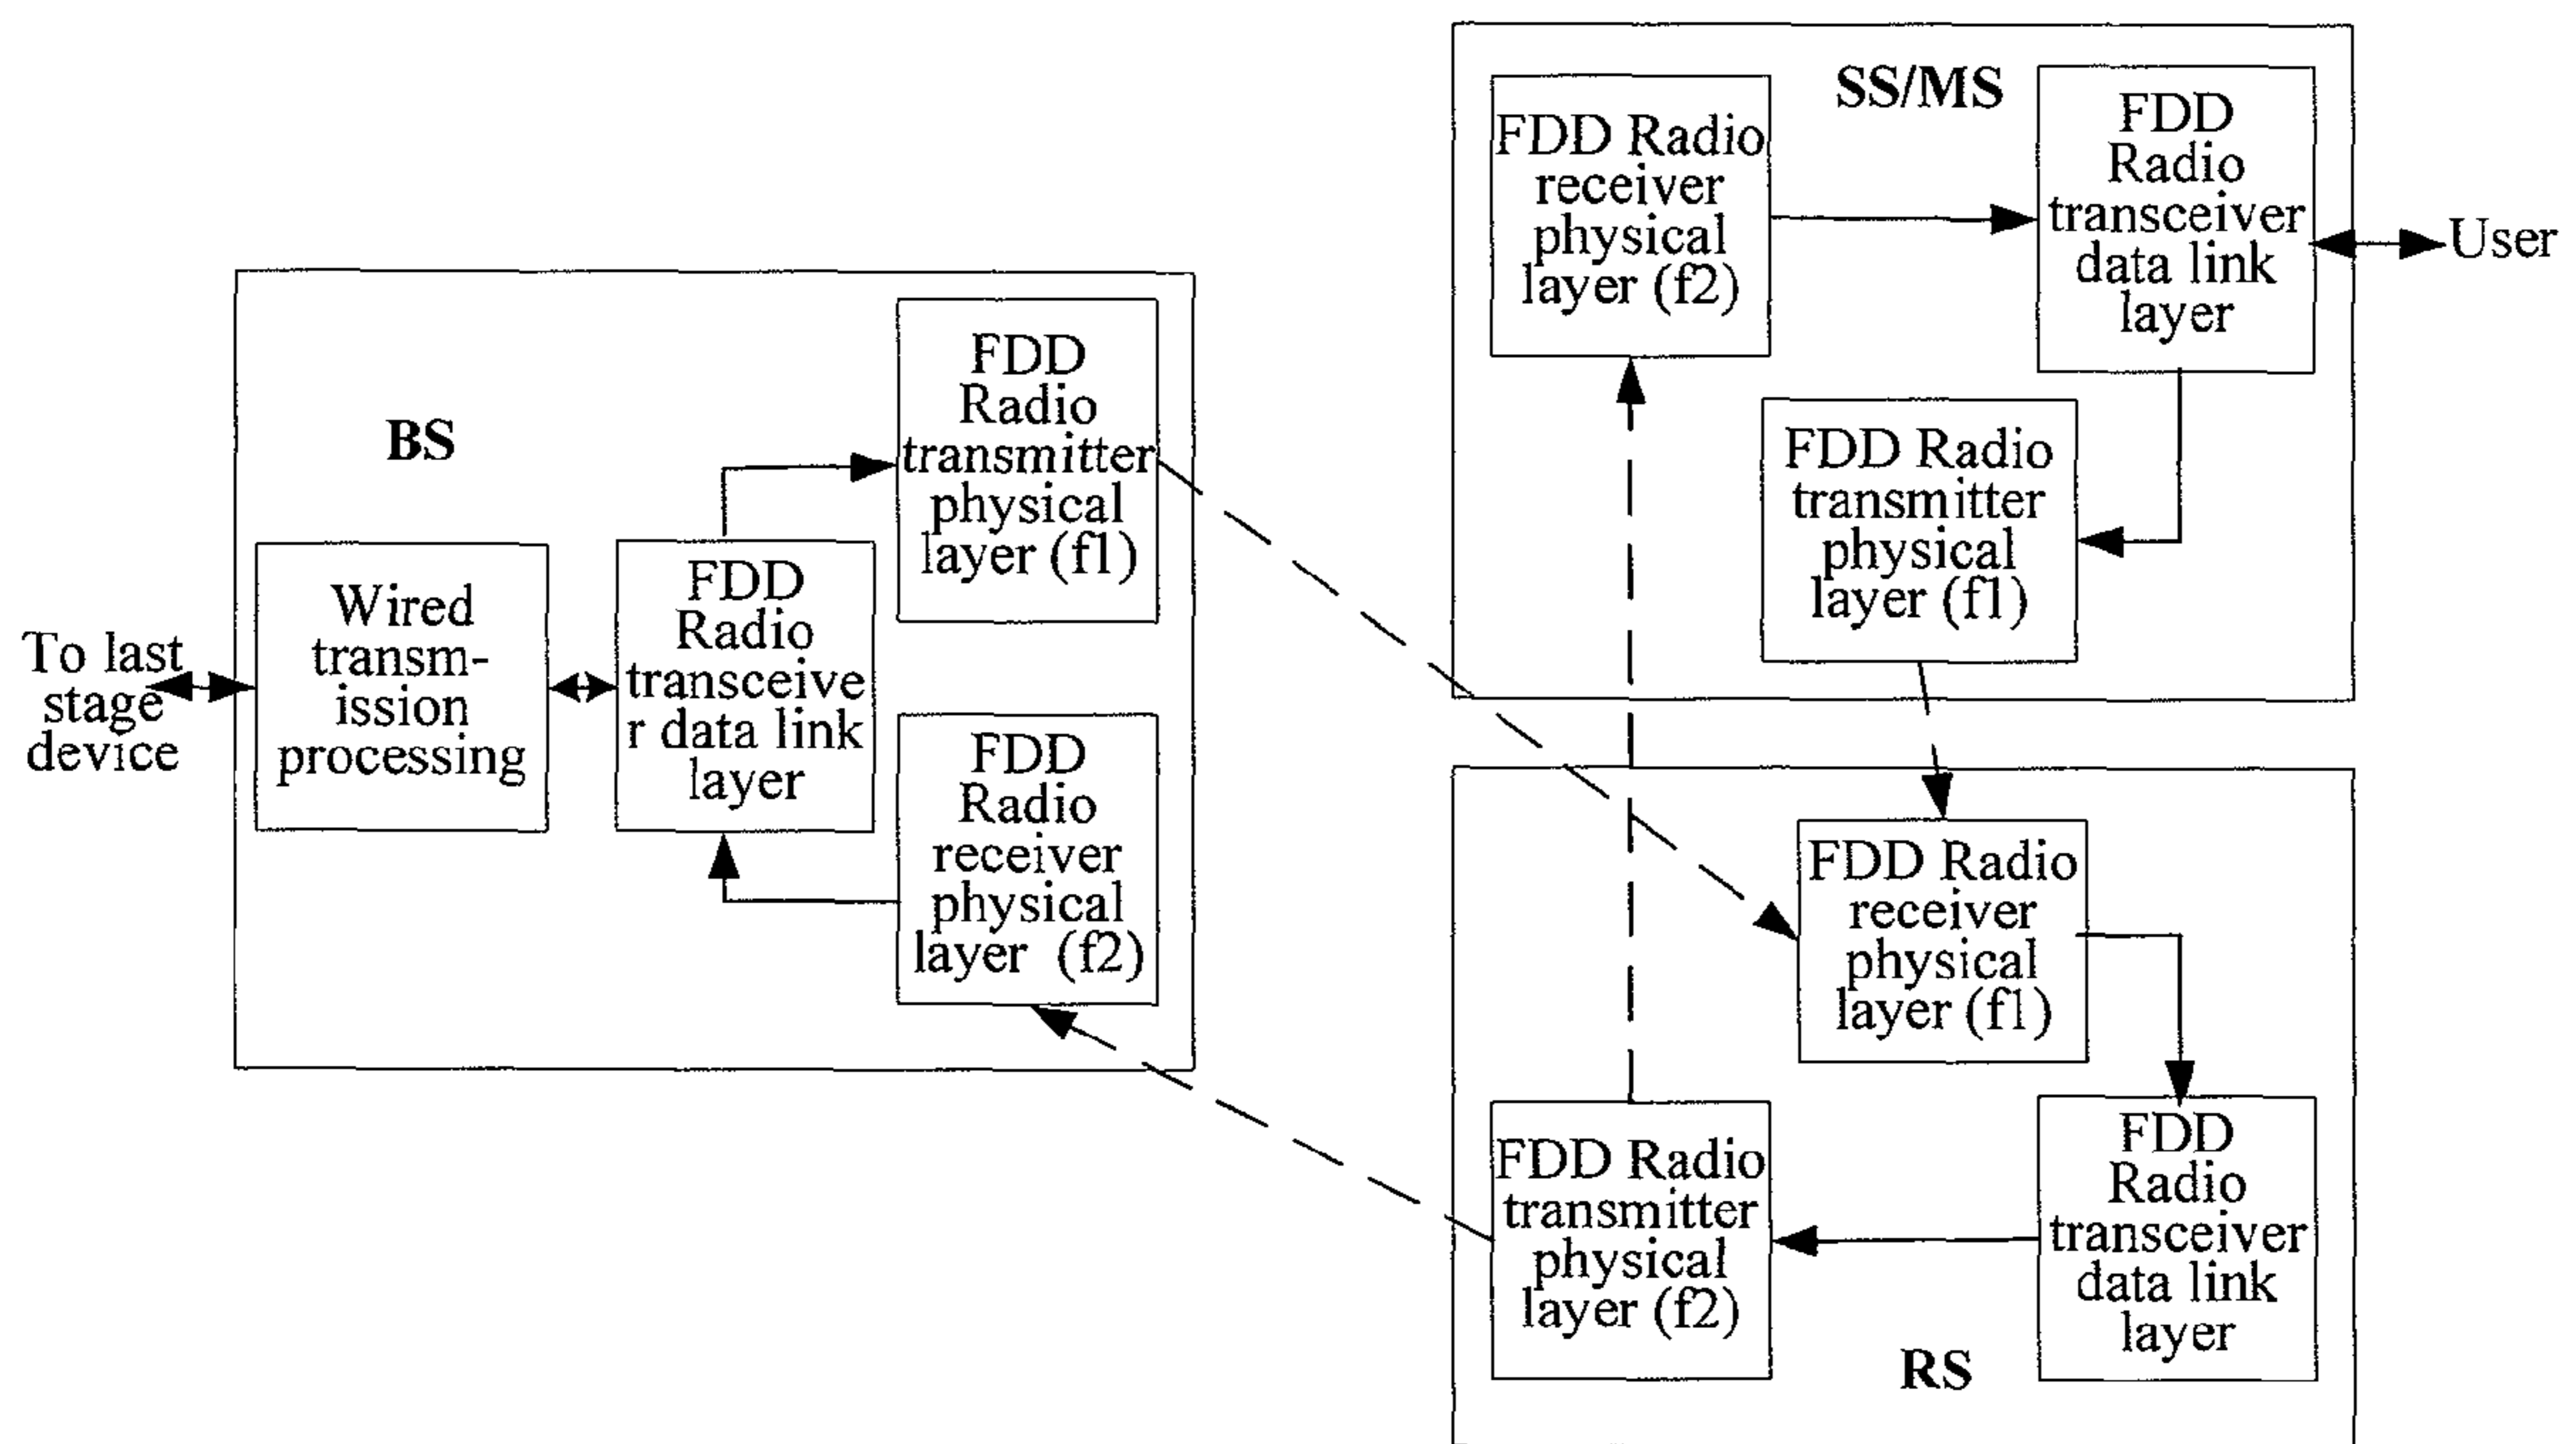 To last
stage
device
BS
Wired
transm-
ission
processing
FDD
Radio
transceive
r data link
layer
FDD
Radio
transmitter
physical
layer (f1)
FDD
Radio
receiver
physical
layer (f2)
SS/MS
FDD Radio
receiver
physical
layer (f2)
FDD
Radio
transceiver
data link
layer
User
FDD Radio
transmitter
physical
layer (f1)
FDD Radio
receiver
physical
layer (f1)
FDD Radio
transmitter
physical
layer (f2)
FDD
Radio
transceiver
data link
layer
RS